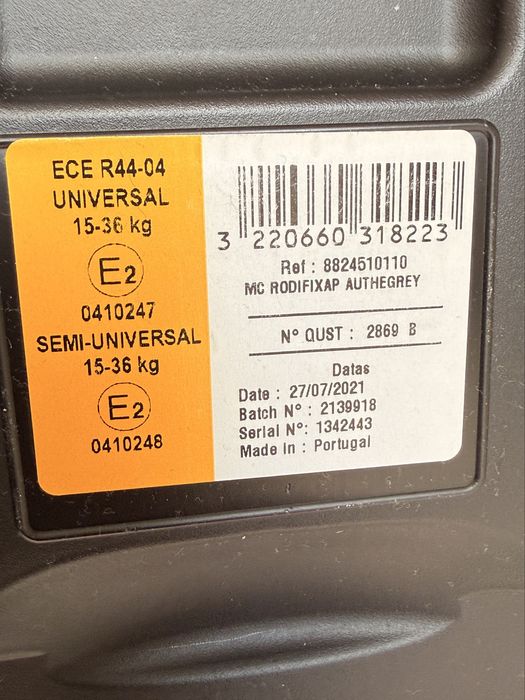 ECE R44-04
UNIVERSAL
15-36 kg
E2
0410247
SEMI-UNIVERSAL
15-36 kg
E2
0410248
3 220660 318223
Ref : 8824510110
MC RODIFIXAP AUTHEGREY
N° QUST : 2869 B
Datas
Date : 27/07/2021
Batch N° : 2139918
Serial N°: 1342443
Made in : Portugal